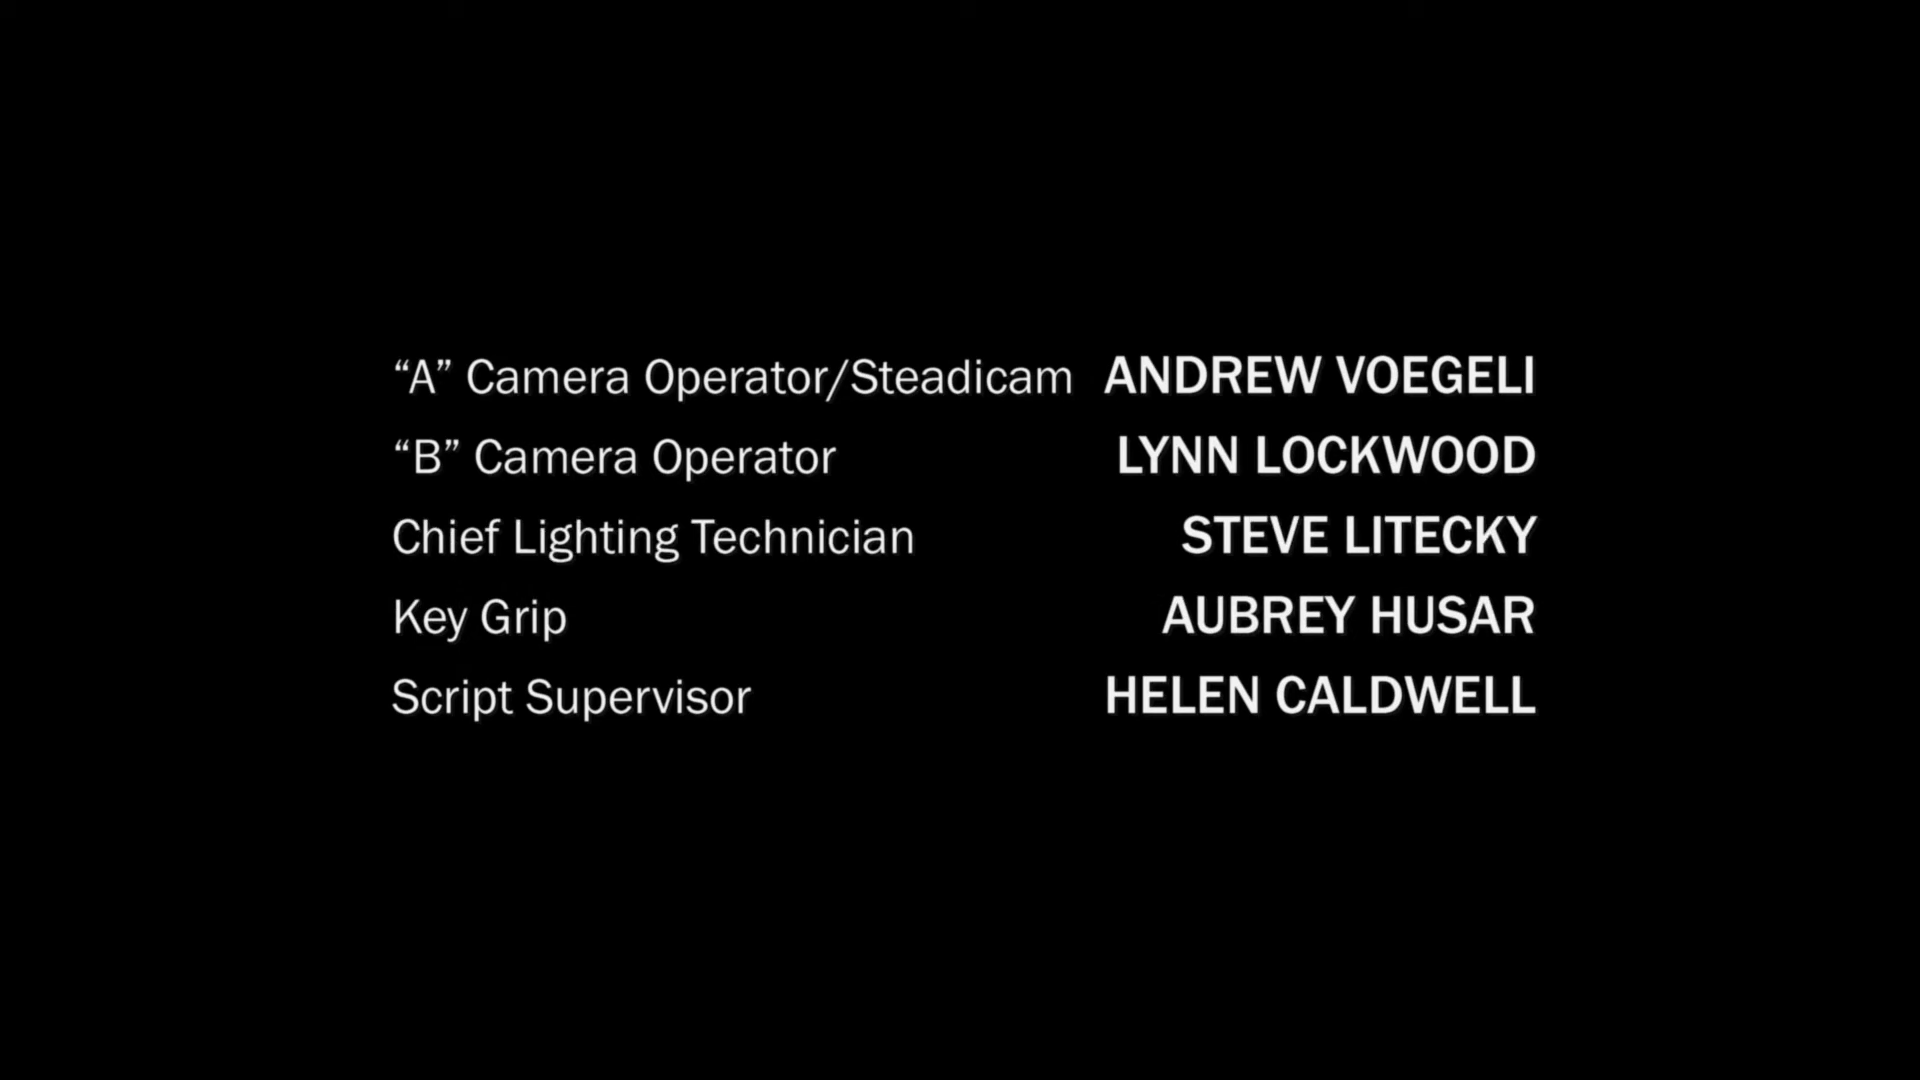 “A” Camera Operator/Steadicam ANDREW VOEGELI
“B” Camera Operator LYNN LOCKWOOD
Chief Lighting Technician STEVE LITECKY
Key Grip AUBREY HUSAR
Script Supervisor HELEN CALDWELL